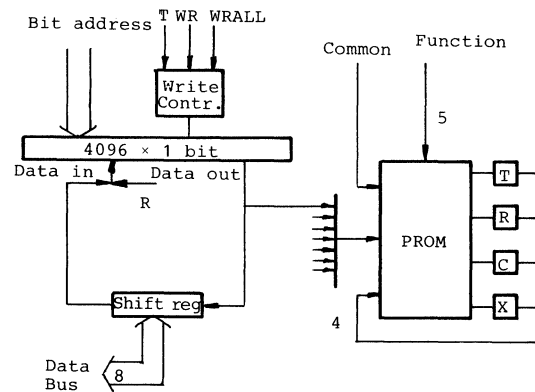 Bit address
T WR WRALL
Common
Function
Write
Contr.
5
4096 × 1 bit
Data in
Data out
R
T
R
PROM
C
X
Shift reg
4
Data
Bus
8